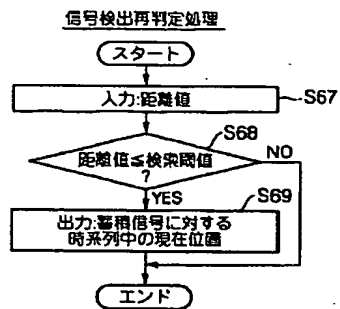 信号検出再判定処理
スタート
入力:距離値
S67
S68
距離値≦検索閾値
?
NO
YES
S69
出力:蓄積信号に対する
時系列中の現在位置
エンド